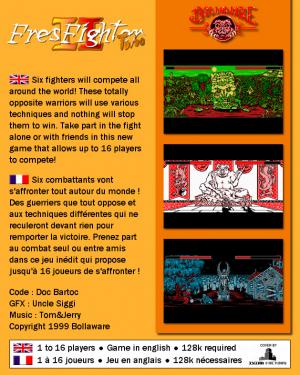 FresFighter
II
Turbo
BOLLAWARE
Six fighters will compete all
around the world! These totally
opposite warriors will use various
techniques and nothing will stop
them to win. Take part in the fight
alone or with friends in this new
game that allows up to 16 players
to compete!
Six combattants vont
s'affronter tout autour du monde !
Des guerriers que tout oppose et
aux techniques différentes qui ne
reculeront devant rien pour
remporter la victoire. Prenez part
au combat seul ou entre amis
dans ce jeu inédit qui propose
jusqu'à 16 joueurs de s'affronter !
Code : Doc Bartoc
GFX : Uncle Siggi
Music : Tom&Jerry
Copyright 1999 Bollaware
1 to 16 players • Game in english • 128k required
1 à 16 joueurs • Jeu en anglais • 128k nécessaires
COVER BY